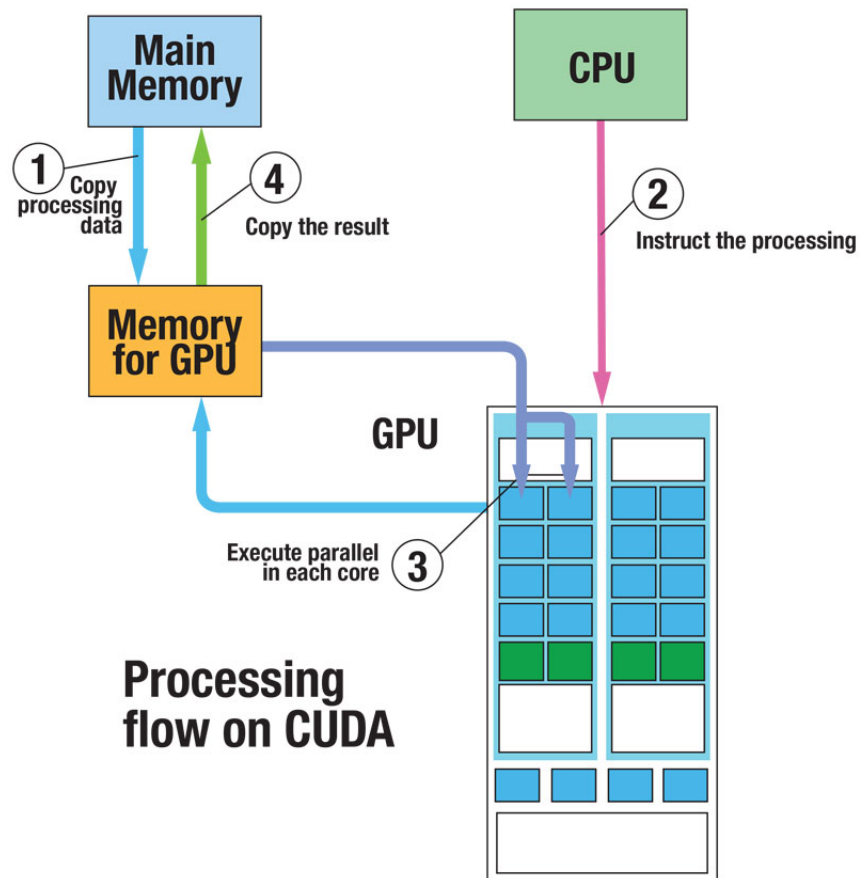 Main
Memory
CPU
1
Copy
processing
data
4
Copy the result
2
Instruct the processing
Memory
for GPU
GPU
Execute parallel
in each core
3
Processing
flow on CUDA